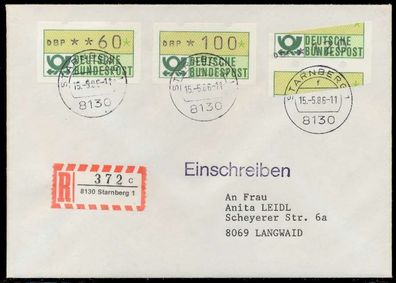 DBP * * 60 *
DEUTSCHE
BUNDESPOST
DBP * 100 *
DEUTSCHE
BUNDESPOST
DBP
DEUTSCHE
BUNDESPOST
15.-5.86-11
8130
15.-5.86-11
8130
STARNBERG 1
f
15.-5.86-11
8130
R
372 c
8130 Starnberg 1
Einschreiben
An Frau
Anita LEIDL
Scheyerer Str. 6a
8069 LANGWAID